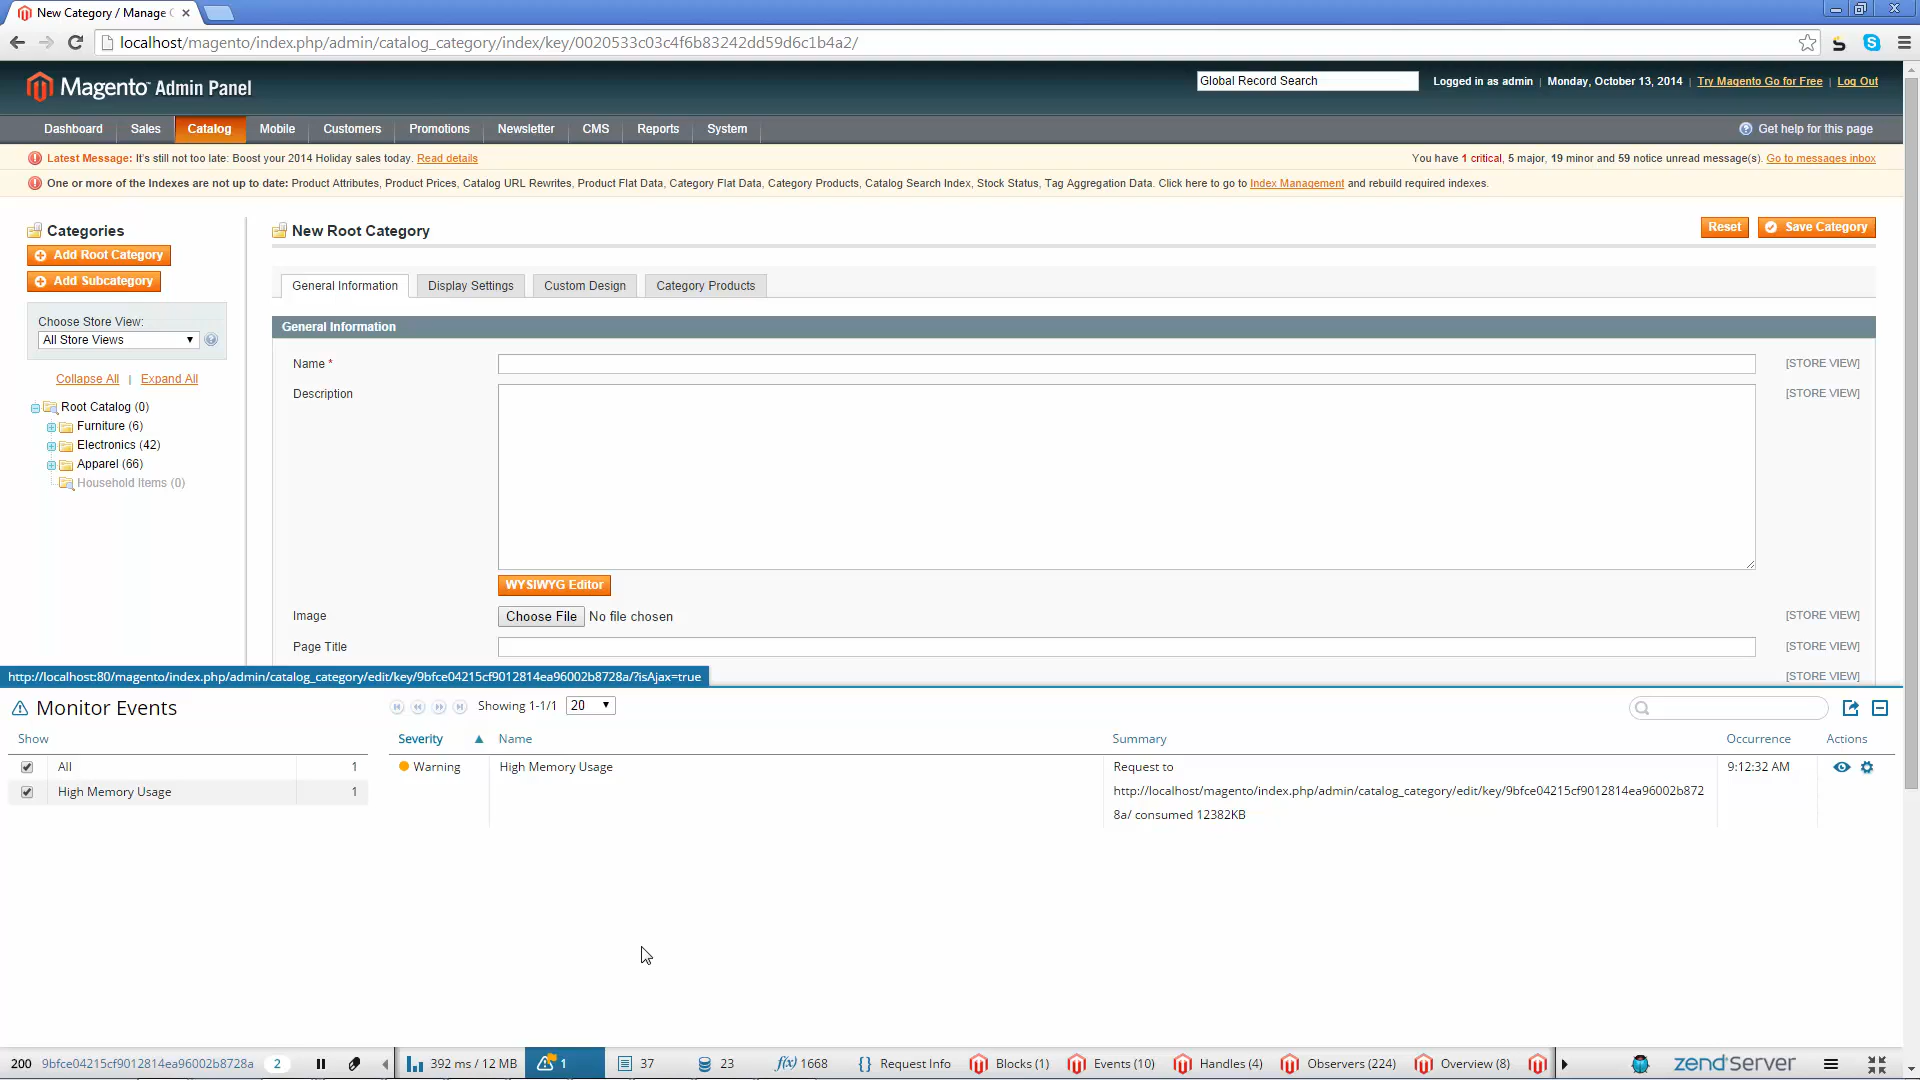 New Category / Manage C
localhost/magento/index.php/admin/catalog_category/index/key/0020533c03c4f6b83242dd59d6c1b4a2/
Magento Admin Panel
Global Record Search
Logged in as admin | Monday, October 13, 2014 | Try Magento Go for Free | Log Out
Dashboard Sales Catalog Mobile Customers Promotions Newsletter CMS Reports System
Get help for this page
Latest Message: It's still not too late: Boost your 2014 Holiday sales today. Read details
You have 1 critical, 5 major, 19 minor and 59 notice unread message(s). Go to messages inbox
One or more of the Indexes are not up to date: Product Attributes, Product Prices, Catalog URL Rewrites, Product Flat Data, Category Flat Data, Category Products, Catalog Search Index, Stock Status, Tag Aggregation Data. Click here to go to Index Management and rebuild required indexes.
Categories
Add Root Category
Add Subcategory
Choose Store View:
All Store Views
Collapse All | Expand All
Root Catalog (0)
Furniture (6)
Electronics (42)
Apparel (66)
Household Items (0)
New Root Category
Reset
Save Category
General Information Display Settings Custom Design Category Products
General Information
Name *
[STORE VIEW]
Description
[STORE VIEW]
WYSIWYG Editor
Image
Choose File No file chosen
[STORE VIEW]
Page Title
[STORE VIEW]
[STORE VIEW]
http://localhost:80/magento/index.php/admin/catalog_category/edit/key/9bfce04215cf9012814ea96002b8728a/?isAjax=true
Monitor Events
Showing 1-1/1 20
Show
All 1
High Memory Usage 1
Severity Name Summary Occurrence Actions
Warning High Memory Usage
Request to
http://localhost/magento/index.php/admin/catalog_category/edit/key/9bfce04215cf9012814ea96002b872
8a/ consumed 12382KB
9:12:32 AM
200 9bfce04215cf9012814ea96002b8728a 2 392 ms / 12 MB 1 37 23 f(x) 1668 {} Request Info Blocks (1) Events (10) Handles (4) Observers (224) Overview (8) zend Server